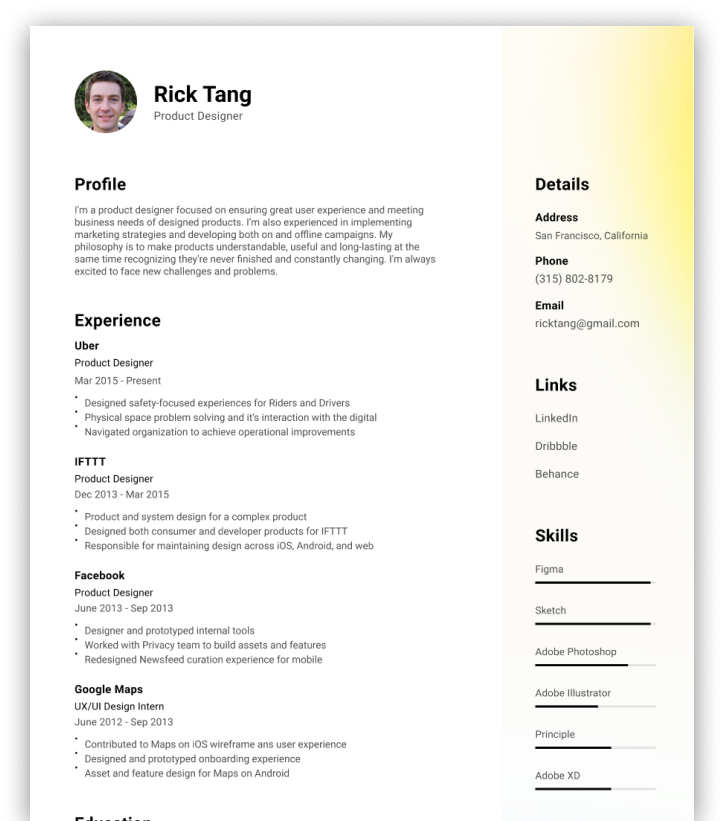 Rick Tang
Product Designer
Profile
I'm a product designer focused on ensuring great user experience and meeting
business needs of designed products. I'm also experienced in implementing
marketing strategies and developing both on and offline campaigns. My
philosophy is to make products understandable, useful and long-lasting at the
same time recognizing they're never finished and constantly changing. I'm always
excited to face new challenges and problems.
Experience
Uber
Product Designer
Mar 2015 - Present
• Designed safety-focused experiences for Riders and Drivers
• Physical space problem solving and it's interaction with the digital
• Navigated organization to achieve operational improvements
IFTTT
Product Designer
Dec 2013 - Mar 2015
• Product and system design for a complex product
• Designed both consumer and developer products for IFTTT
• Responsible for maintaining design across iOS, Android, and web
Facebook
Product Designer
June 2013 - Sep 2013
• Designer and prototyped internal tools
• Worked with Privacy team to build assets and features
• Redesigned Newsfeed curation experience for mobile
Google Maps
UX/UI Design Intern
June 2012 - Sep 2013
• Contributed to Maps on iOS wireframe ans user experience
• Designed and prototyped onboarding experience
• Asset and feature design for Maps on Android
Education
Details
Address
San Francisco, California
Phone
(315) 802-8179
Email
ricktang@gmail.com
Links
LinkedIn
Dribbble
Behance
Skills
Figma
Sketch
Adobe Photoshop
Adobe Illustrator
Principle
Adobe XD